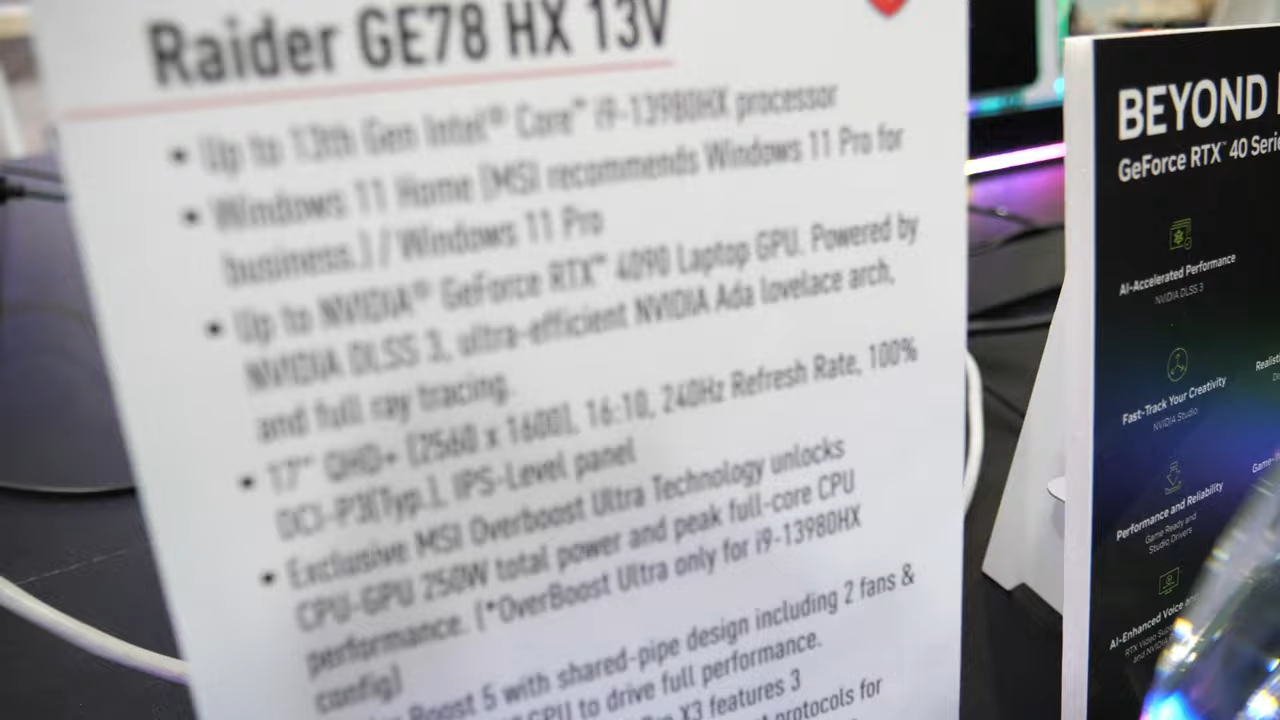 Raider GE78 HX 13V
• Up to 13th Gen Intel® Core™ i9-13980HX processor
• Windows 11 Home (MSI recommends Windows 11 Pro for
business.) / Windows 11 Pro
• Up to NVIDIA® GeForce RTX™ 4090 Laptop GPU. Powered by
NVIDIA DLSS 3, ultra-efficient NVIDIA Ada lovelace arch,
and full ray tracing.
• 17" QHD+ (2560 x 1600), 16:10, 240Hz Refresh Rate, 100%
DCI-P3(Typ.), IPS-Level panel
• Exclusive MSI Overboost Ultra Technology unlocks
CPU-GPU 250W total power and peak full-core CPU
performance. (*OverBoost Ultra only for i9-13980HX
config)
Boost 5 with shared-pipe design including 2 fans &
CPU to drive full performance.
X3 features 3
protocols for
BEYOND
GeForce RTX™ 40
AI-Accelerated Performance
NVIDIA DLSS 3
Fast-Track Your Creativity
NVIDIA Studio
Performance and Reliability
Game Ready and
Studio Drivers
AI-Enhanced Voice
RTX Video
and